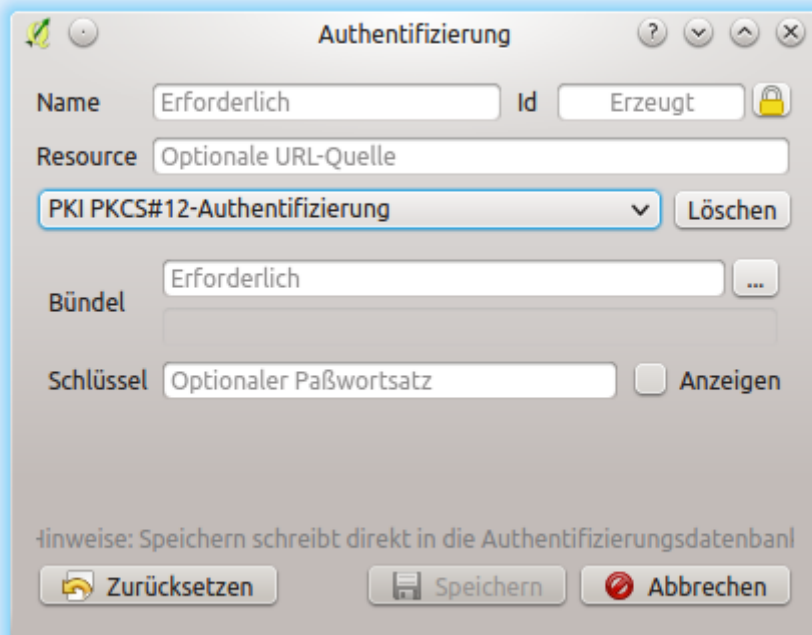 Authentifizierung
Name Erforderlich Id Erzeugt
Resource Optionale URL-Quelle
PKI PKCS#12-Authentifizierung Löschen
Erforderlich ...
Bündel
Schlüssel Optionaler Paßwortsatz Anzeigen
Hinweise: Speichern schreibt direkt in die Authentifizierungsdatenbank
Zurücksetzen Speichern Abbrechen